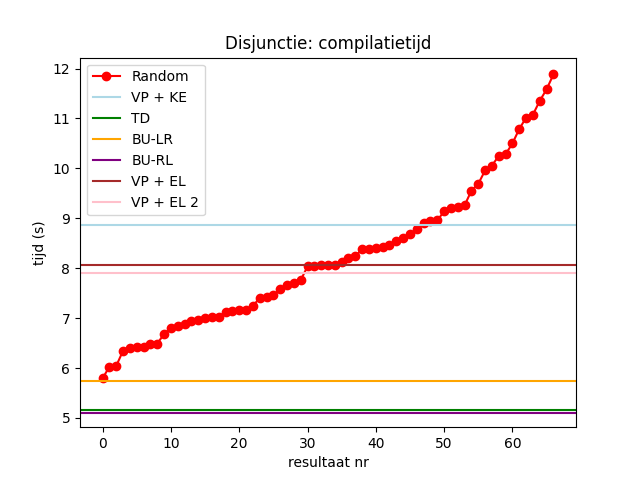 Disjunctie: compilatietijd
Random
VP + KE
TD
BU-LR
BU-RL
VP + EL
VP + EL 2
tijd (s)
12
11
10
9
8
7
6
5
0 10 20 30 40 50 60
resultaat nr